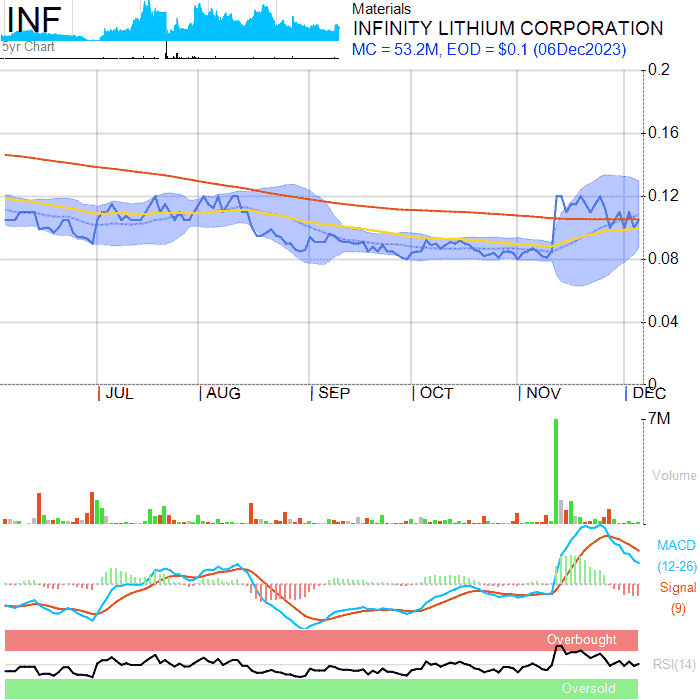 INF
5yr Chart
Materials
INFINITY LITHIUM CORPORATION
MC = 53.2M, EOD = $0.1 (06Dec2023)
0.2
0.16
0.12
0.08
0.04
0
JUL AUG SEP OCT NOV DEC
7M
Volume
MACD
(12-26)
Signal
(9)
Overbought
RSI(14)
Oversold